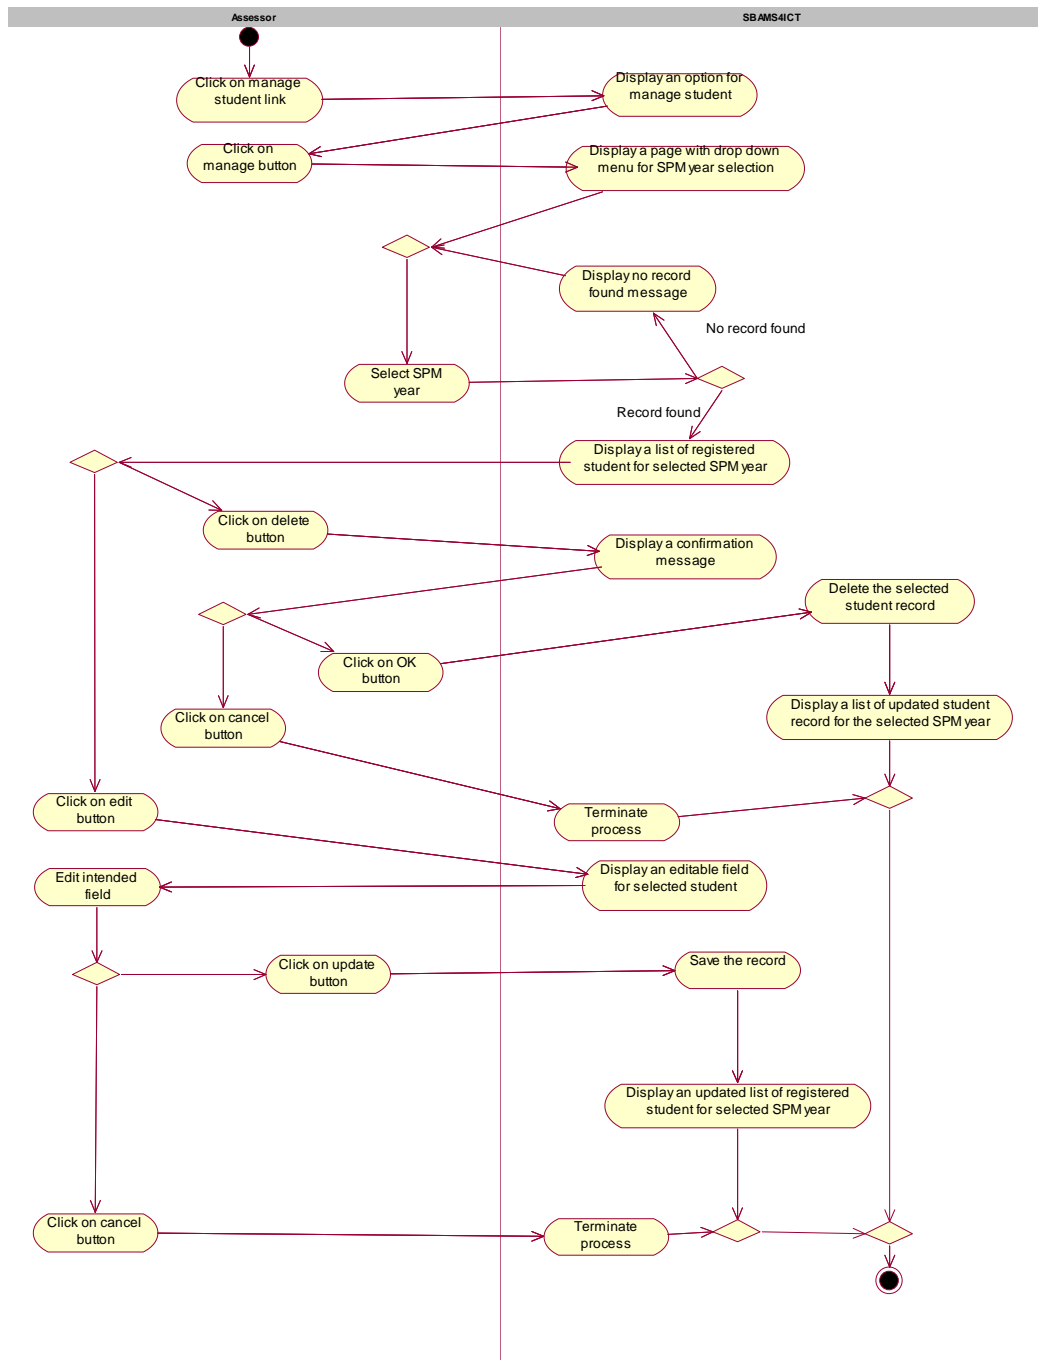 Assessor
SBAMS4ICT
Click on manage
student link
Display an option for
manage student
Click on
manage button
Display a page with drop down
menu for SPM year selection
Display no record
found message
No record found
Select SPM
year
Record found
Display a list of registered
student for selected SPM year
Click on delete
button
Display a confirmation
message
Delete the selected
student record
Click on OK
button
Display a list of updated student
record for the selected SPM year
Click on cancel
button
Click on edit
button
Terminate
process
Display an editable field
for selected student
Edit intended
field
Click on update
button
Save the record
Display an updated list of registered
student for selected SPM year
Click on cancel
button
Terminate
process